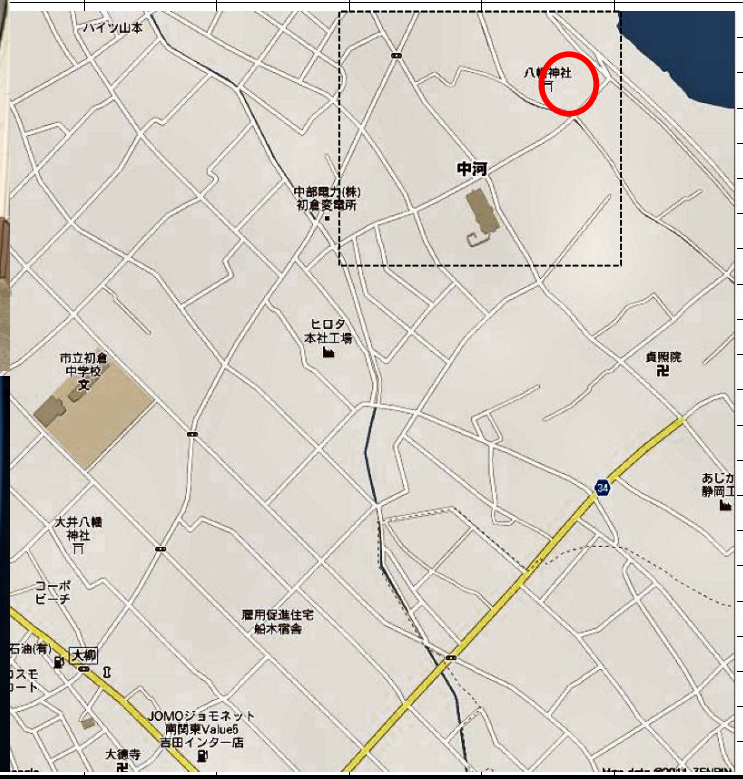 ハイツ山本
八幡神社
中河
中部電力(株)
初倉変電所
ヒロタ
本社工場
市立初倉
中学校
文
貞照院
34
あじか
静岡工
大井八幡
神社
コーポ
ビーチ
雇用促進住宅
船木宿舎
石油(有)
大柳
コスモ
ート
JOMOジョモネット
南関東Value5
吉田インター店
大徳寺
Map data ©2011 ZENRIN